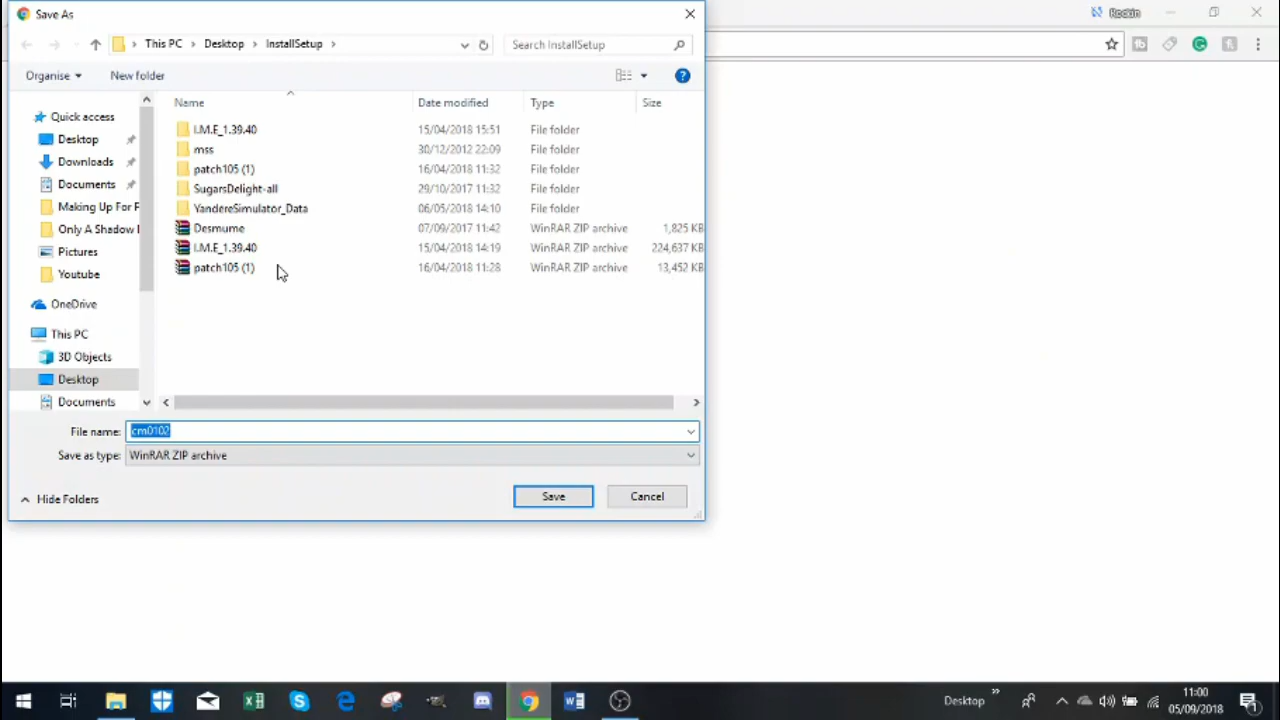 Save As
Rockin
This PC
Desktop
InstallSetup
Search InstallSetup
Organise
New folder
Name
Date modified
Type
Size
Quick access
Desktop
Downloads
Documents
Making Up For F
Only A Shadow
Pictures
Youtube
OneDrive
This PC
3D Objects
Desktop
Documents
I.M.E_1.39.40 15/04/2018 15:51 File folder
mss 30/12/2012 22:09 File folder
patch105 (1) 16/04/2018 11:32 File folder
SugarsDelight-all 29/10/2017 11:32 File folder
YandereSimulator_Data 06/05/2018 14:10 File folder
Desmume 07/09/2017 11:42 WinRAR ZIP archive 1,825 KB
I.M.E_1.39.40 15/04/2018 14:19 WinRAR ZIP archive 224,637 KB
patch105 (1) 16/04/2018 11:28 WinRAR ZIP archive 13,452 KB
File name: cm0102
Save as type: WinRAR ZIP archive
Hide Folders
Save
Cancel
Desktop
11:00
05/09/2018